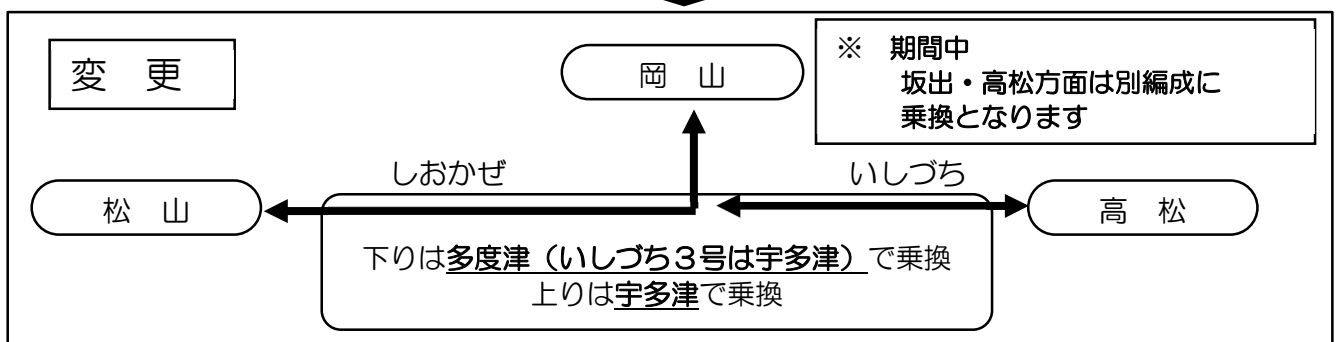 変　更
岡　山
※　期間中
坂出・高松方面は別編成に
乗換となります
しおかぜ
いしづち
松　山
高　松
下りは多度津（いしづち３号は宇多津）で乗換
上りは宇多津で乗換